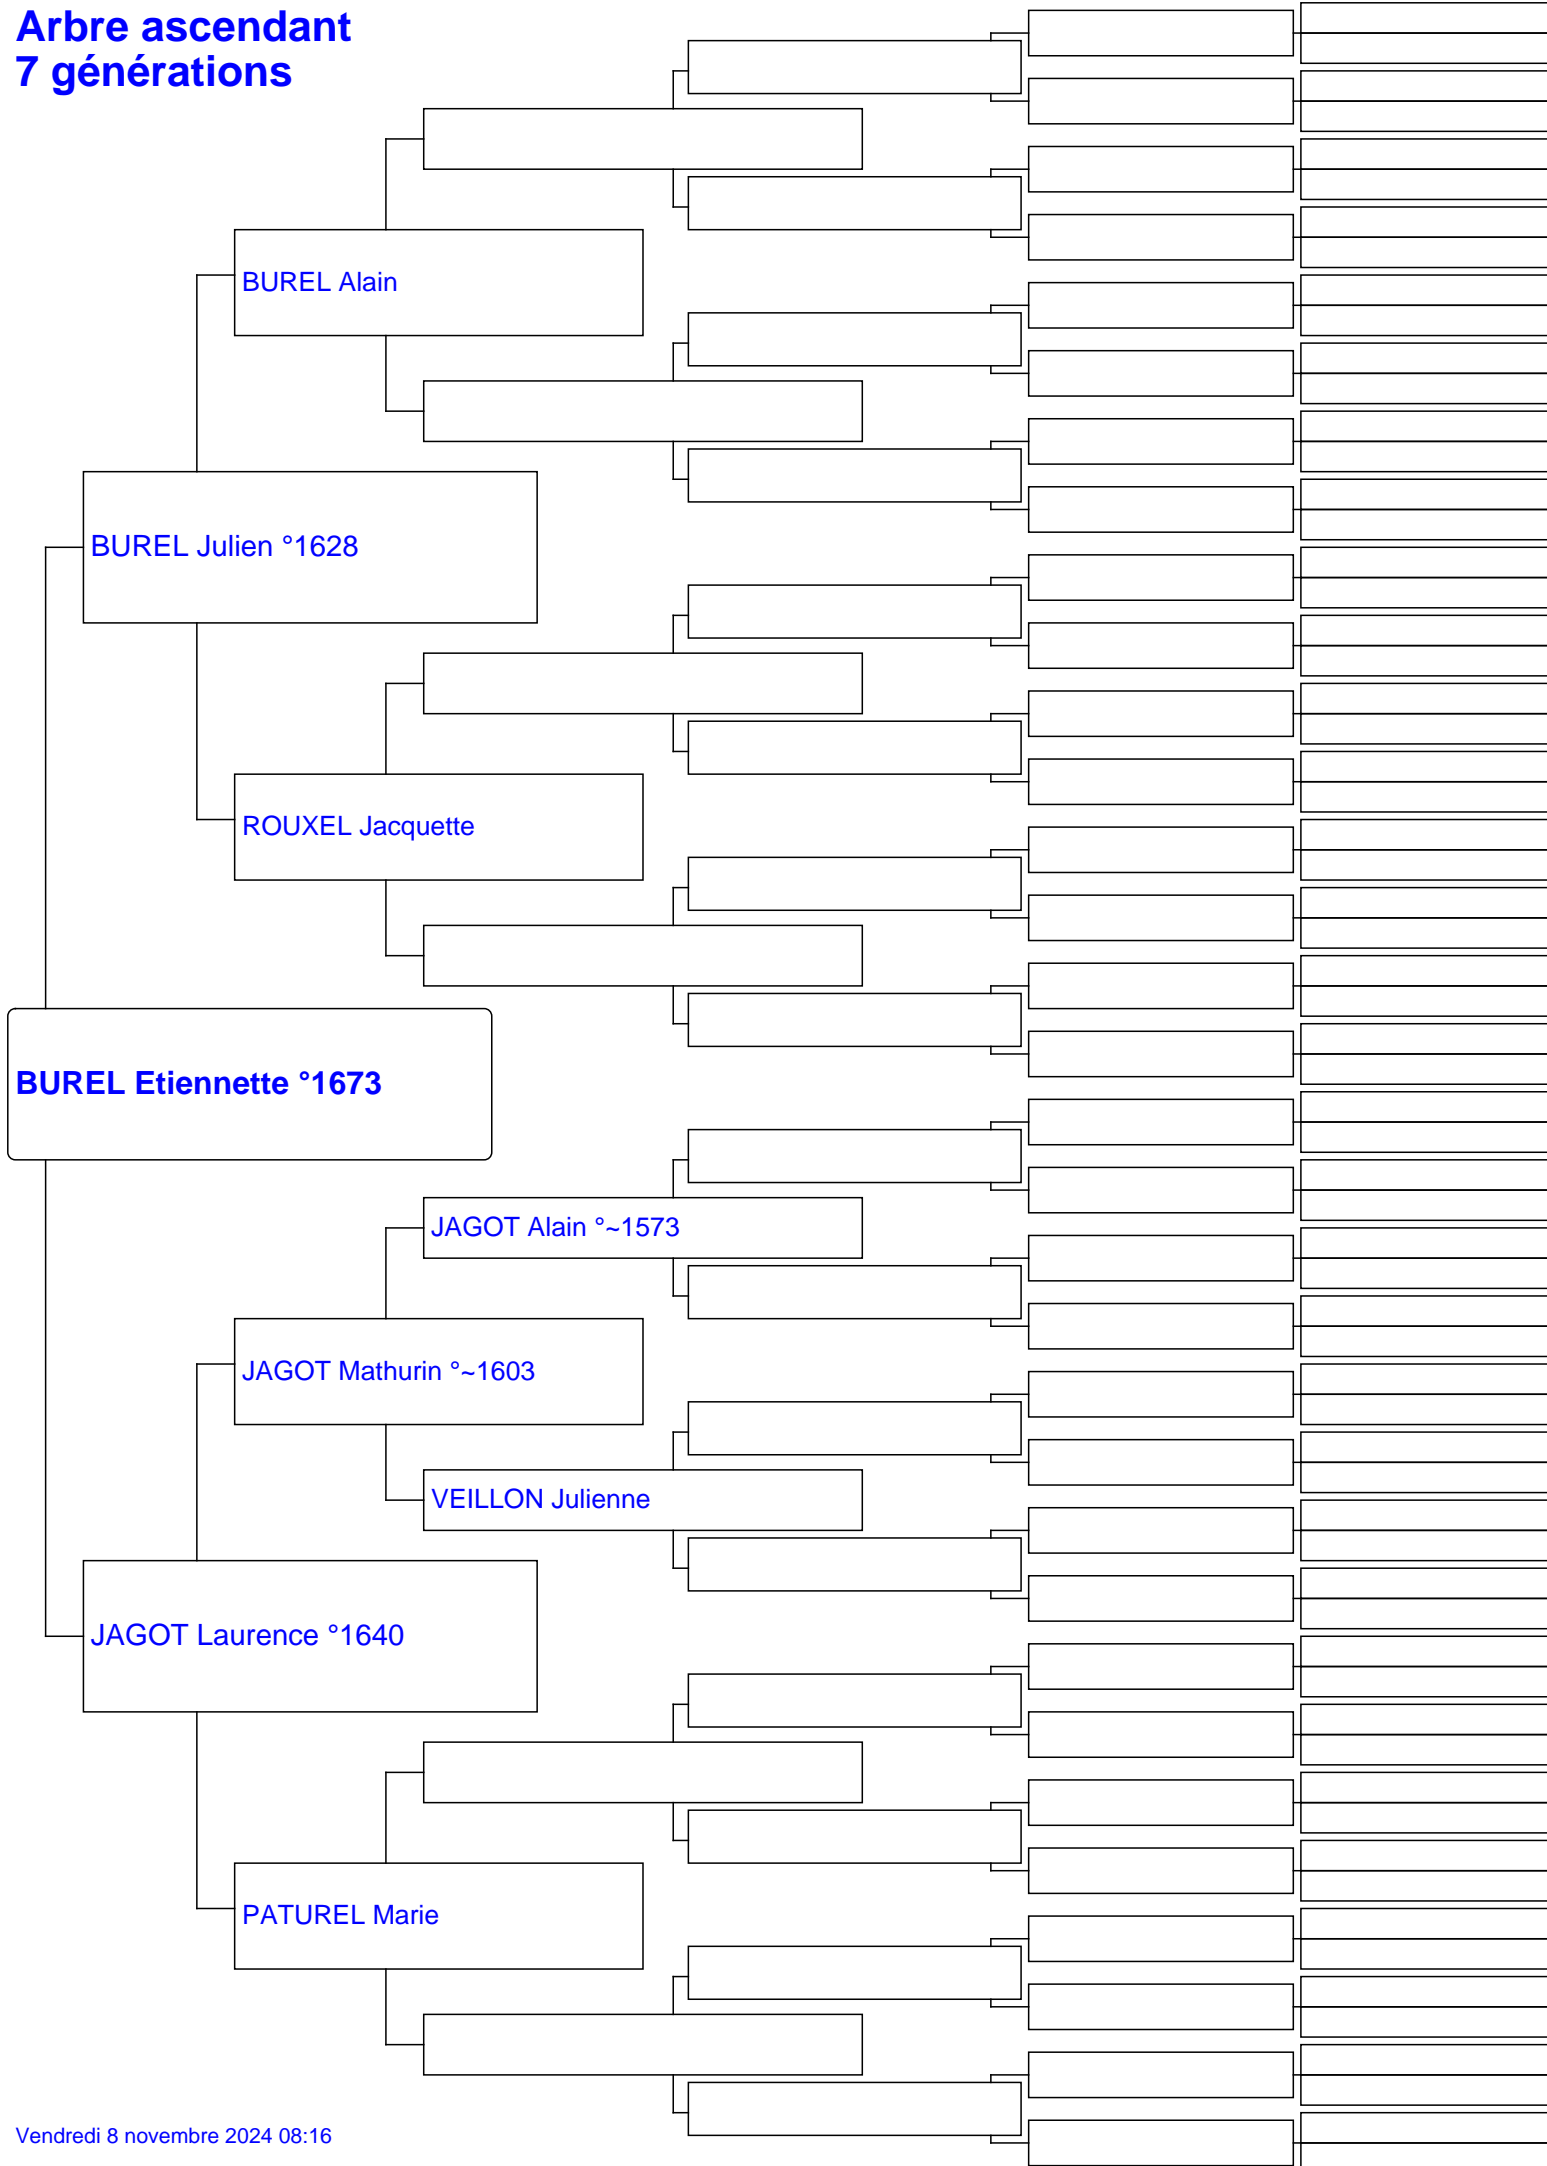 Arbre ascendant
7 générations
BUREL Alain
BUREL Julien °1628
ROUXEL Jacquette
BUREL Etiennette °1673
JAGOT Alain °~1573
JAGOT Mathurin °~1603
VEILLON Julienne
JAGOT Laurence °1640
PATUREL Marie
Vendredi 8 novembre 2024 08:16